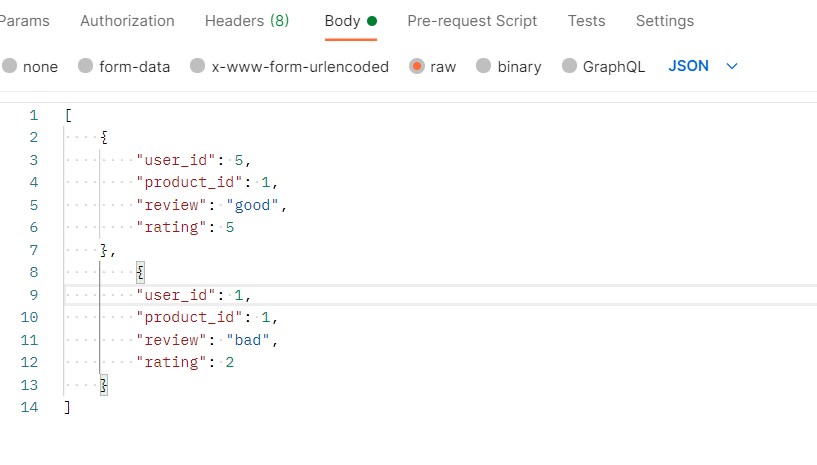 Params Authorization Headers (8) Body Pre-request Script Tests Settings
none form-data x-www-form-urlencoded raw binary GraphQL JSON
1 [
2 {
3 "user_id": 5,
4 "product_id": 1,
5 "review": "good",
6 "rating": 5
7 },
8 {
9 "user_id": 1,
10 "product_id": 1,
11 "review": "bad",
12 "rating": 2
13 }
14 ]